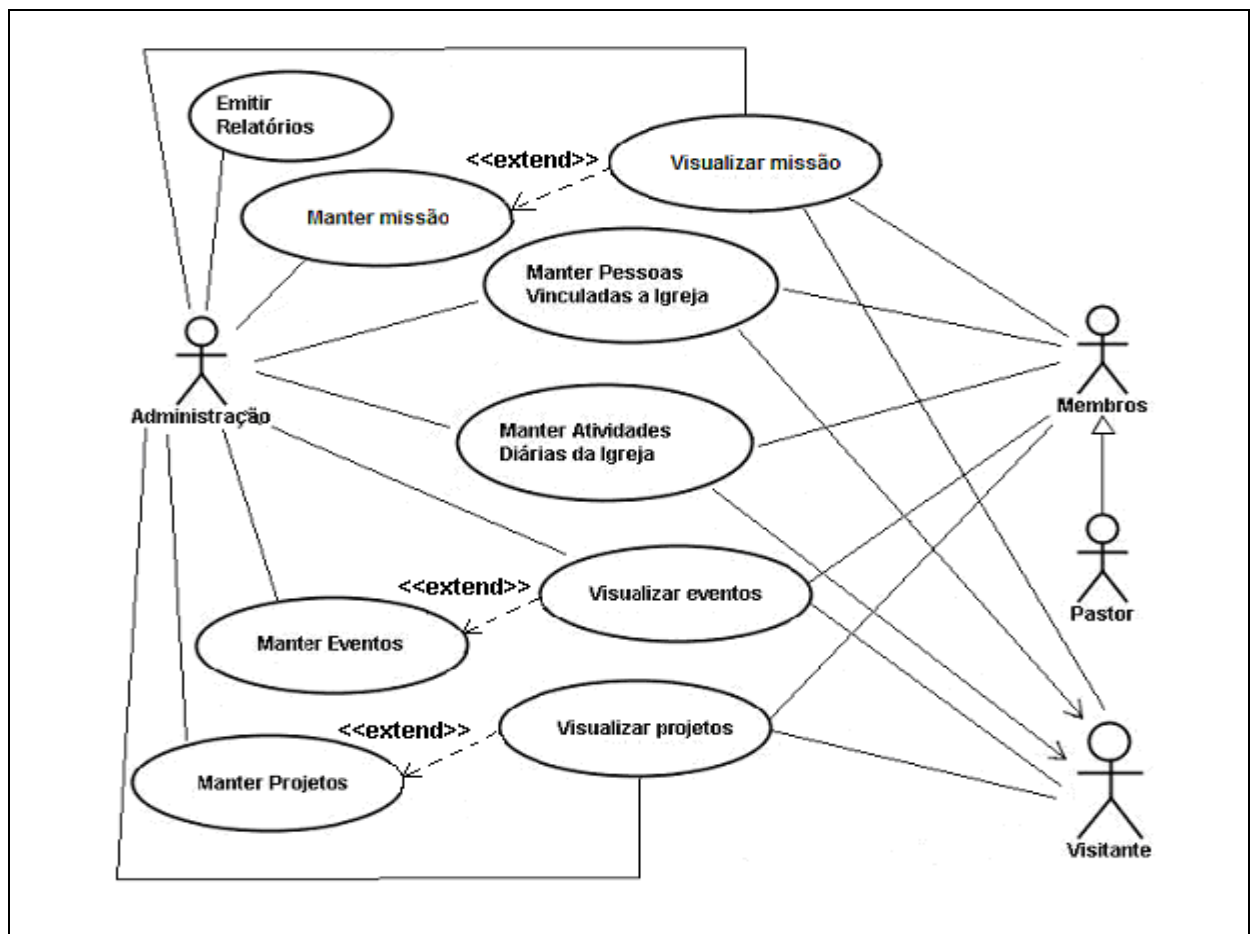 Emitir
Relatórios
<<extend>>
Visualizar missão
Manter missão
Manter Pessoas
Vinculadas a Igreja
Administração
Membros
Manter Atividades
Diárias da Igreja
<<extend>>
Visualizar eventos
Pastor
Manter Eventos
<<extend>>
Visualizar projetos
Manter Projetos
Visitante